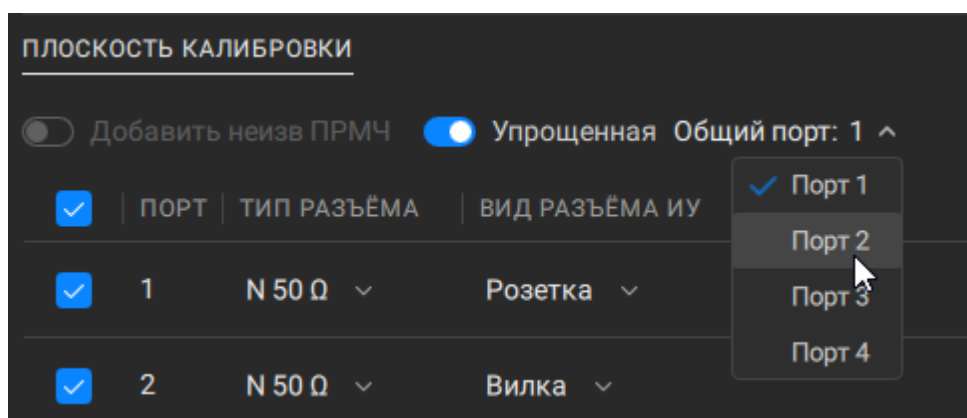 ПЛОСКОСТЬ КАЛИБРОВКИ
Добавить неизв ПРМЧ Упрощенная Общий порт: 1
Порт 1
ПОРТ ТИП РАЗЪЁМА ВИД РАЗЪЁМА ИУ
Порт 2
1 N 50 Ω Розетка
Порт 3
Порт 4
2 N 50 Ω Вилка